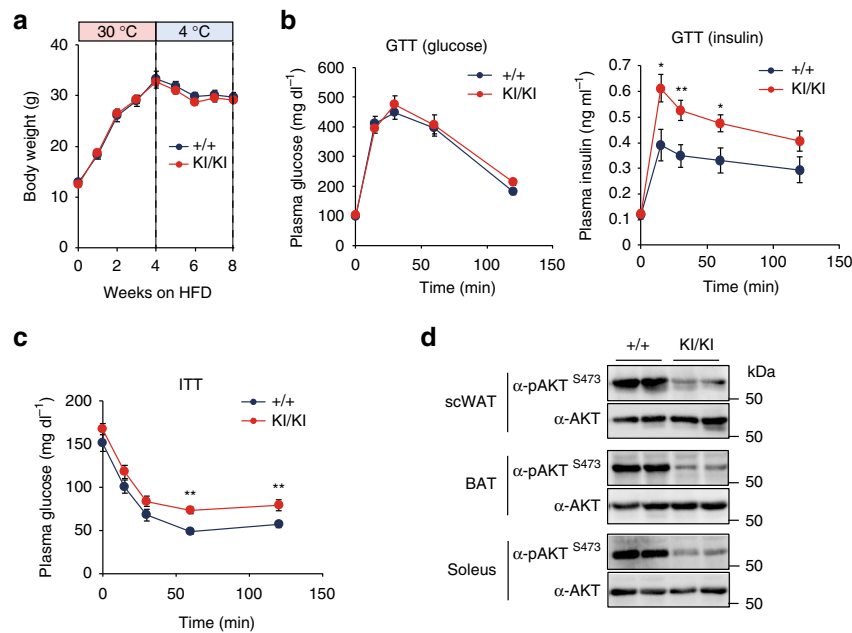 a
30 °C 4 °C
40
30
20
10
0
Body weight (g)
+/+
KI/KI
0 2 4 6 8
Weeks on HFD
b
GTT (glucose)
600
500
400
300
200
100
0
Plasma glucose (mg dl⁻¹)
+/+
KI/KI
0 50 100 150
Time (min)
GTT (insulin)
0.7
0.6
0.5
0.4
0.3
0.2
0.1
0
Plasma insulin (ng ml⁻¹)
* ** *
+/+
KI/KI
0 50 100 150
Time (min)
c
ITT
200
150
100
50
0
Plasma glucose (mg dl⁻¹)
+/+
KI/KI
** **
0 50 100 150
Time (min)
d
+/+ KI/KI
kDa
scWAT
α-pAKT S473
50
α-AKT
50
BAT
α-pAKT S473
50
α-AKT
50
Soleus
α-pAKT S473
50
α-AKT
50